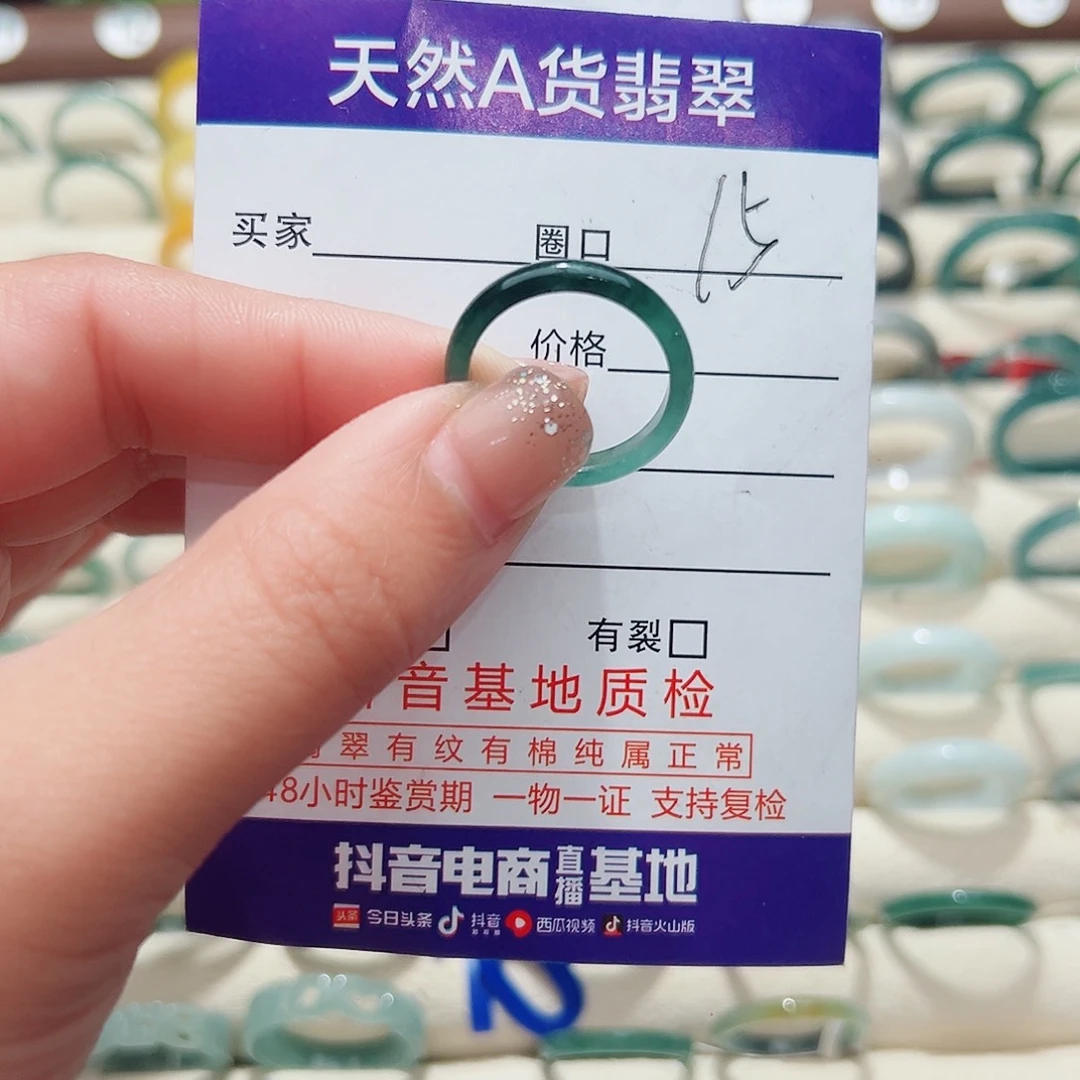 天然A货翡翠
买家 圈口 15
价格
有裂
音基地质检
翠有纹有棉纯属正常
48小时鉴赏期 一物一证 支持复检
抖音电商直播基地
头条 今日头条 抖音 西瓜视频 抖音火山版
10